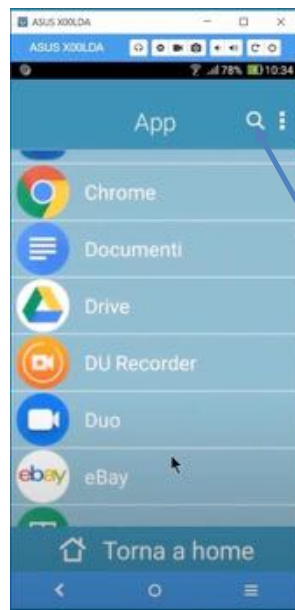 ASUS X00LDA
ASUS X00LDA
78% 10:34
App
Chrome
Documenti
Drive
DU Recorder
Duo
ebay eBay
Torna a home